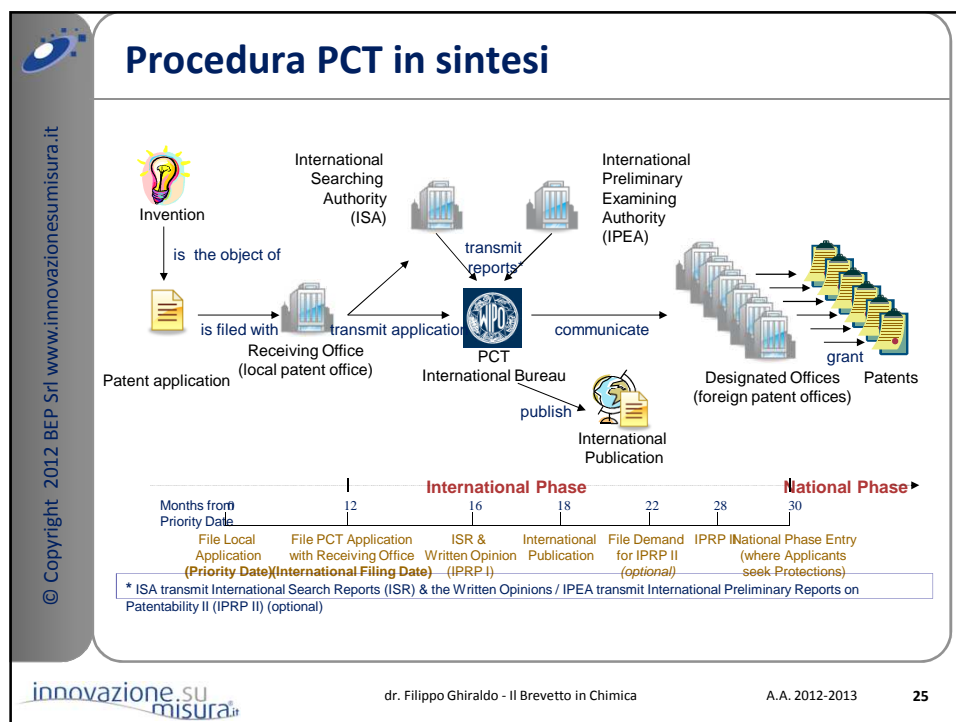 Procedura PCT in sintesi
© Copyright 2012 BEP Srl www.innovazionesumisura.it
Invention
is the object of
Patent application
is filed with
Receiving Office
(local patent office)
transmit application
International
Searching
Authority
(ISA)
International
Preliminary
Examining
Authority
(IPEA)
transmit
reports*
WIPO
PCT
International Bureau
communicate
publish
International
Publication
Designated Offices
(foreign patent offices)
grant
Patents
International Phase
National Phase
Months from
Priority Date
0
12
16
18
22
28
30
File Local
Application
(Priority Date)
File PCT Application
with Receiving Office
(International Filing Date)
ISR &
Written Opinion
(IPRP I)
International
Publication
File Demand
for IPRP II
(optional)
IPRP II
National Phase Entry
(where Applicants
seek Protections)
* ISA transmit International Search Reports (ISR) & the Written Opinions / IPEA transmit International Preliminary Reports on
Patentability II (IPRP II) (optional)
innovazione.su
misura.it
dr. Filippo Ghiraldo - Il Brevetto in Chimica
A.A. 2012-2013
25